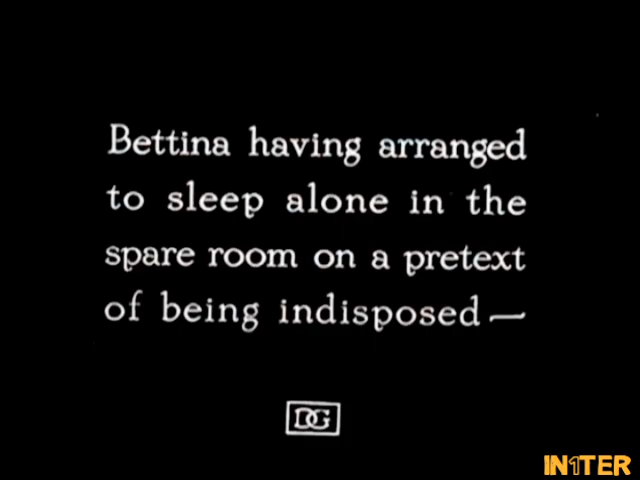 Bettina having arranged
to sleep alone in the
spare room on a pretext
of being indisposed —
DG
IN1TER